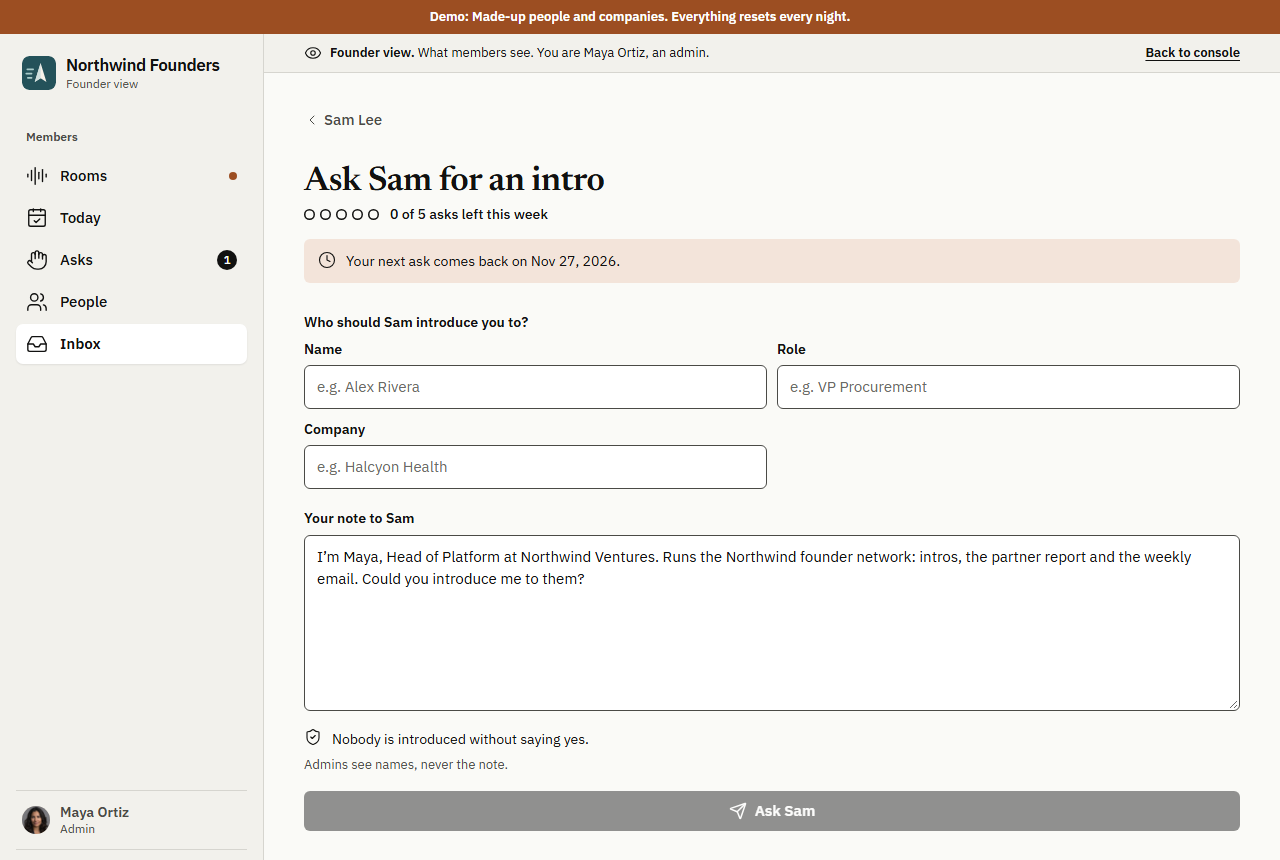 Demo: Made-up people and companies. Everything resets every night.
Northwind Founders
Founder view
Founder view. What members see. You are Maya Ortiz, an admin.
Back to console
Members
Rooms
Today
Asks
1
People
Inbox
Sam Lee
Ask Sam for an intro
0 of 5 asks left this week
Your next ask comes back on Nov 27, 2026.
Who should Sam introduce you to?
Name
Role
e.g. Alex Rivera
e.g. VP Procurement
Company
e.g. Halcyon Health
Your note to Sam
I’m Maya, Head of Platform at Northwind Ventures. Runs the Northwind founder network: intros, the partner report and the weekly
email. Could you introduce me to them?
Nobody is introduced without saying yes.
Admins see names, never the note.
Ask Sam
Maya Ortiz
Admin